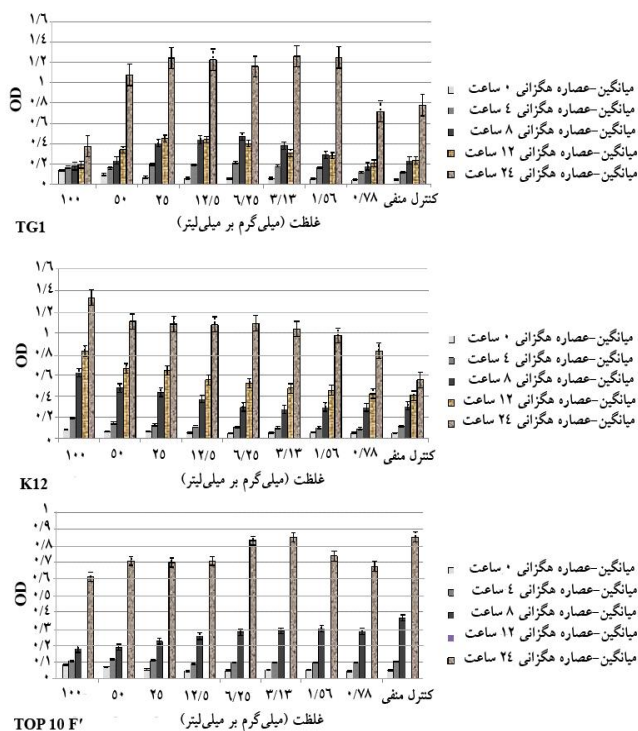 ۱/۶
۱/۴
۱/۲
۱
۰/۸
۰/۶
۰/۴
۰/۲
۰
OD
۱۰۰ ۵۰ ۲۵ ۱۲/۵ ۶/۲۵ ۳/۱۳ ۱/۵۶ ۰/۷۸ کنترل منفی
غلظت (میلی‌گرم بر میلی‌لیتر)
TG1
میانگین-عصاره هگزانی ۰ ساعت
میانگین-عصاره هگزانی ۴ ساعت
میانگین-عصاره هگزانی ۸ ساعت
میانگین-عصاره هگزانی ۱۲ ساعت
میانگین-عصاره هگزانی ۲۴ ساعت
۱/۶
۱/۴
۱/۲
۱
۰/۸
۰/۶
۰/۴
۰/۲
۰
OD
۱۰۰ ۵۰ ۲۵ ۱۲/۵ ۶/۲۵ ۳/۱۳ ۱/۵۶ ۰/۷۸ کنترل منفی
غلظت (میلی‌گرم بر میلی‌لیتر)
K12
میانگین-عصاره هگزانی ۰ ساعت
میانگین-عصاره هگزانی ۴ ساعت
میانگین-عصاره هگزانی ۸ ساعت
میانگین-عصاره هگزانی ۱۲ ساعت
میانگین-عصاره هگزانی ۲۴ ساعت
۱
۰/۹
۰/۸
۰/۷
۰/۶
۰/۵
۰/۴
۰/۳
۰/۲
۰/۱
۰
OD
۱۰۰ ۵۰ ۲۵ ۱۲/۵ ۶/۲۵ ۳/۱۳ ۱/۵۶ ۰/۷۸ کنترل منفی
غلظت (میلی‌گرم بر میلی‌لیتر)
TOP 10 F'
میانگین-عصاره هگزانی ۰ ساعت
میانگین-عصاره هگزانی ۴ ساعت
میانگین-عصاره هگزانی ۸ ساعت
میانگین-عصاره هگزانی ۱۲ ساعت
میانگین-عصاره هگزانی ۲۴ ساعت